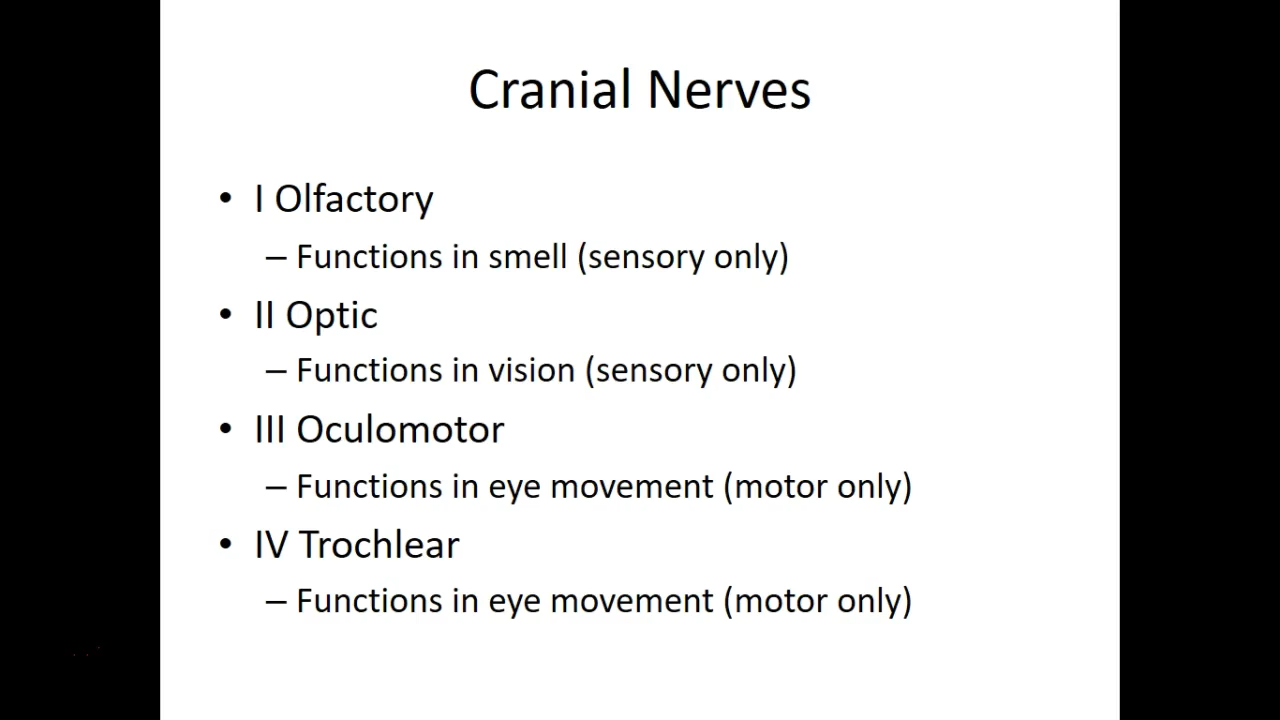 Cranial Nerves
• I Olfactory
– Functions in smell (sensory only)
• II Optic
– Functions in vision (sensory only)
• III Oculomotor
– Functions in eye movement (motor only)
• IV Trochlear
– Functions in eye movement (motor only)